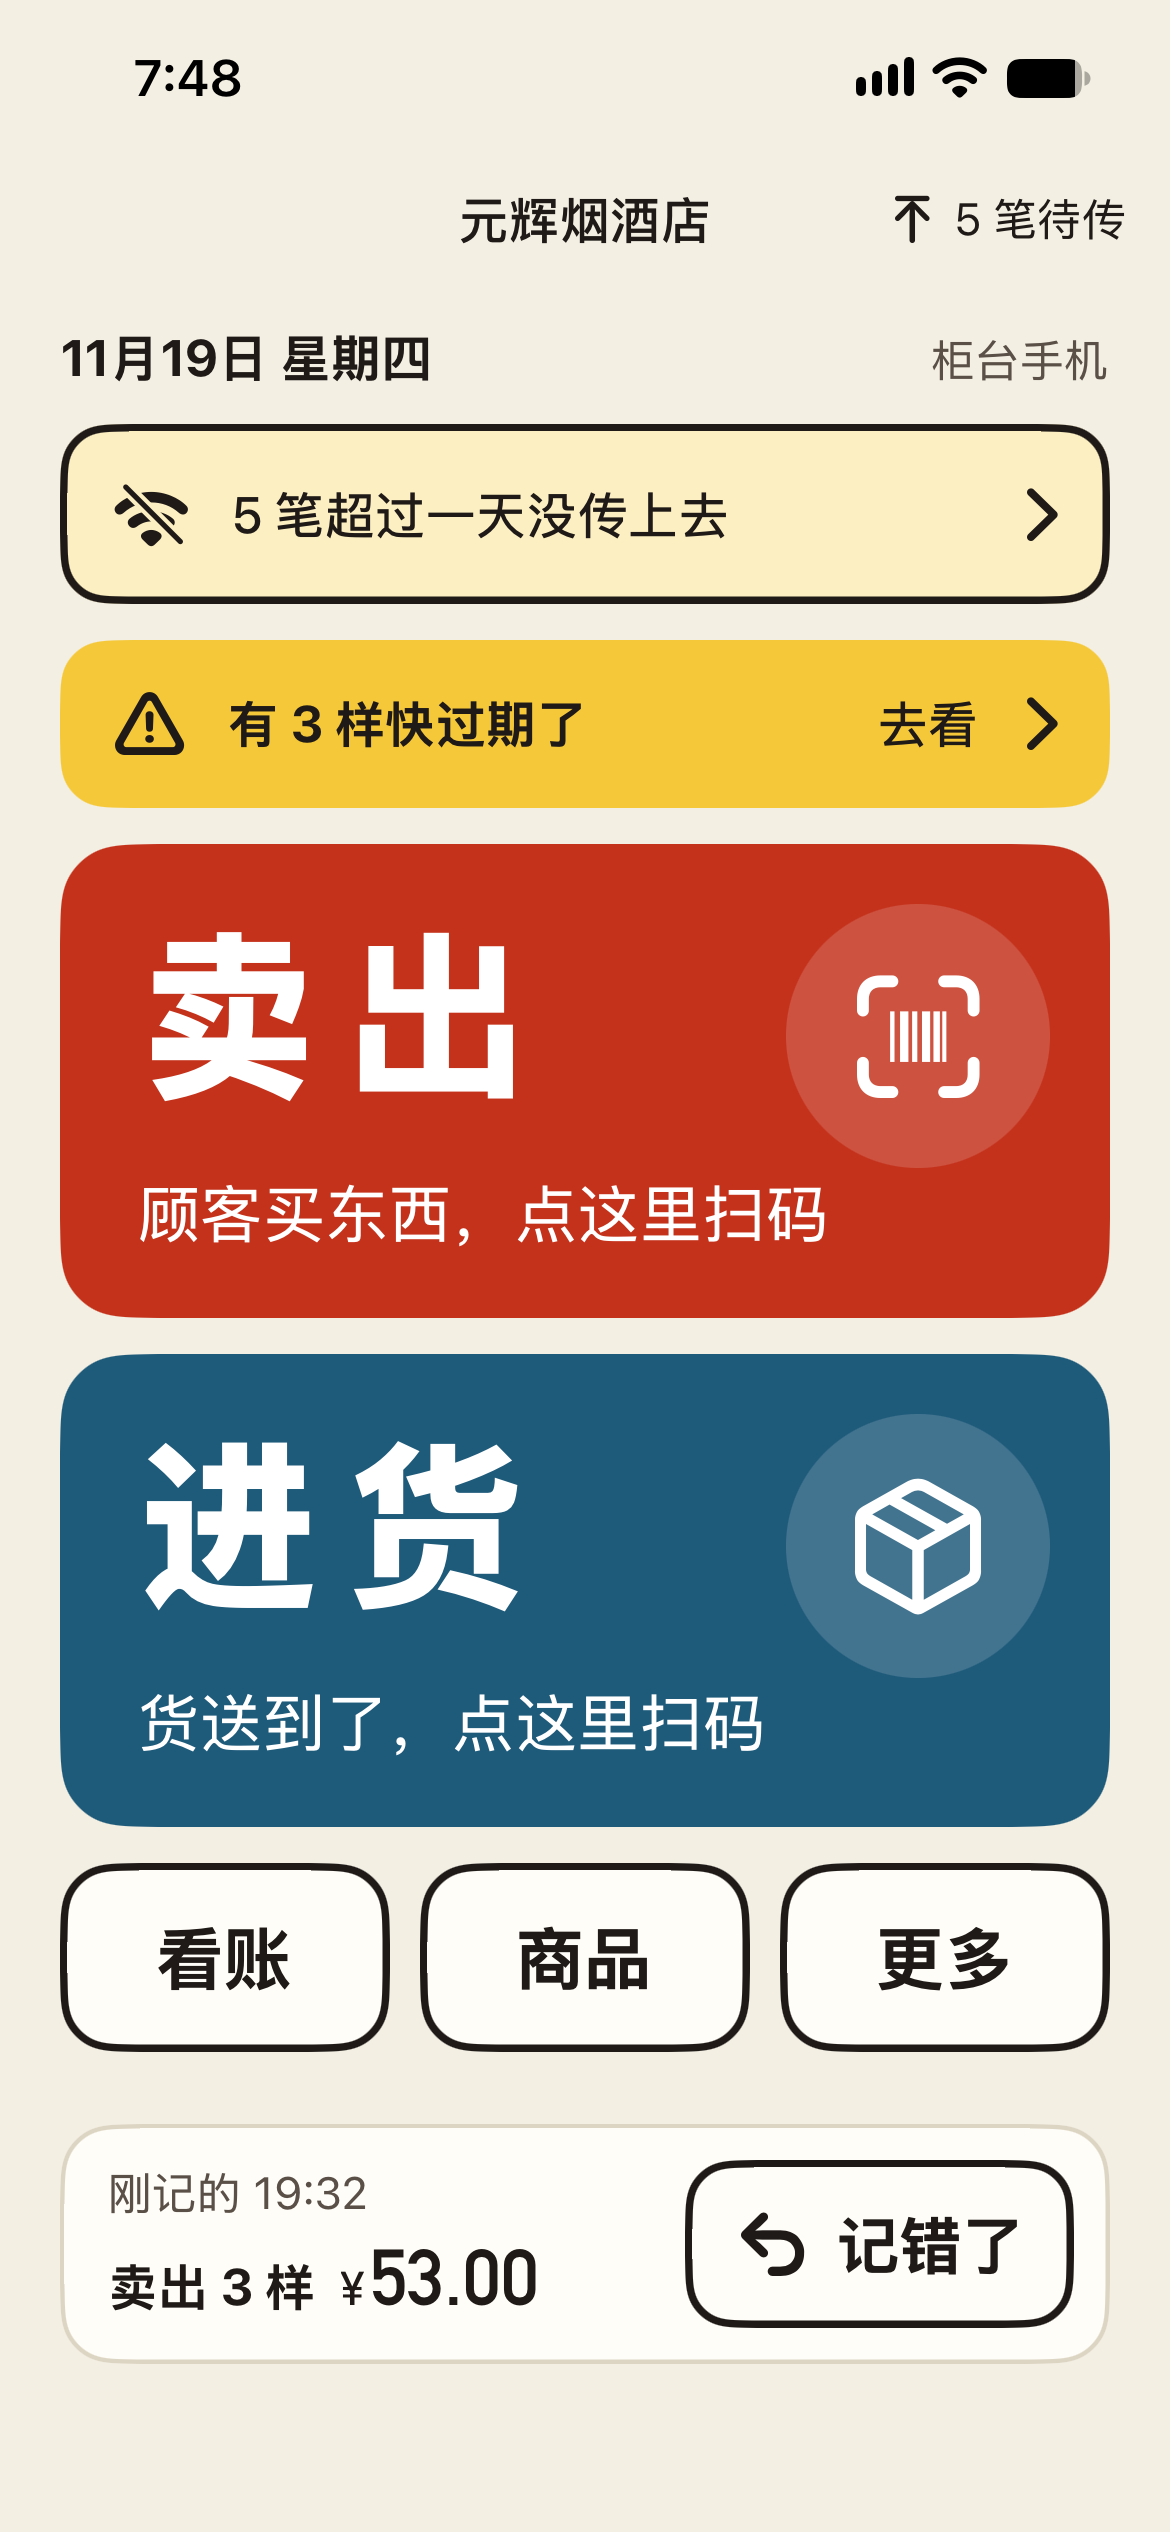 7:48
元辉烟酒店
5 笔待传
11月19日 星期四
柜台手机
5 笔超过一天没传上去
有 3 样快过期了
去看
卖出
顾客买东西，点这里扫码
进货
货送到了，点这里扫码
看账
商品
更多
刚记的 19:32
卖出 3 样 ¥53.00
记错了